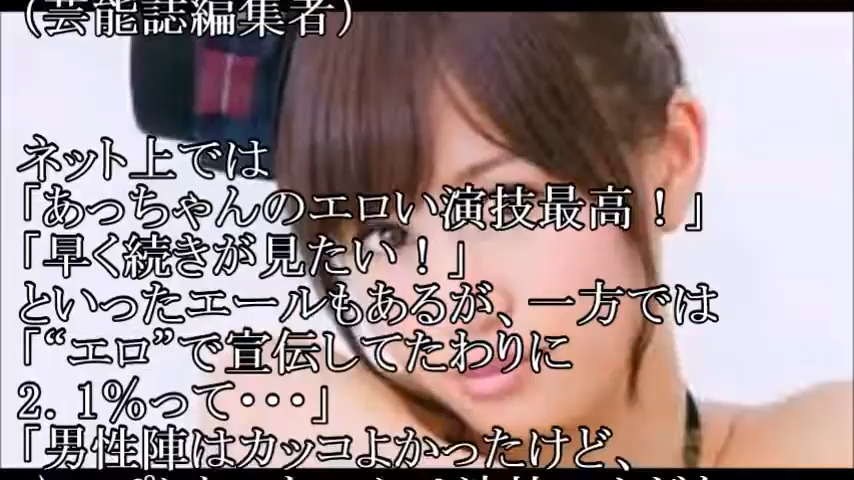 （芸能誌編集者）
ネット上では
「あっちゃんのエロい演技最高！」
「早く続きが見たい！」
といったエールもあるが、一方では
「“エロ”で宣伝してたわりに
2．1％って・・・」
「男性陣はカッコよかったけど、